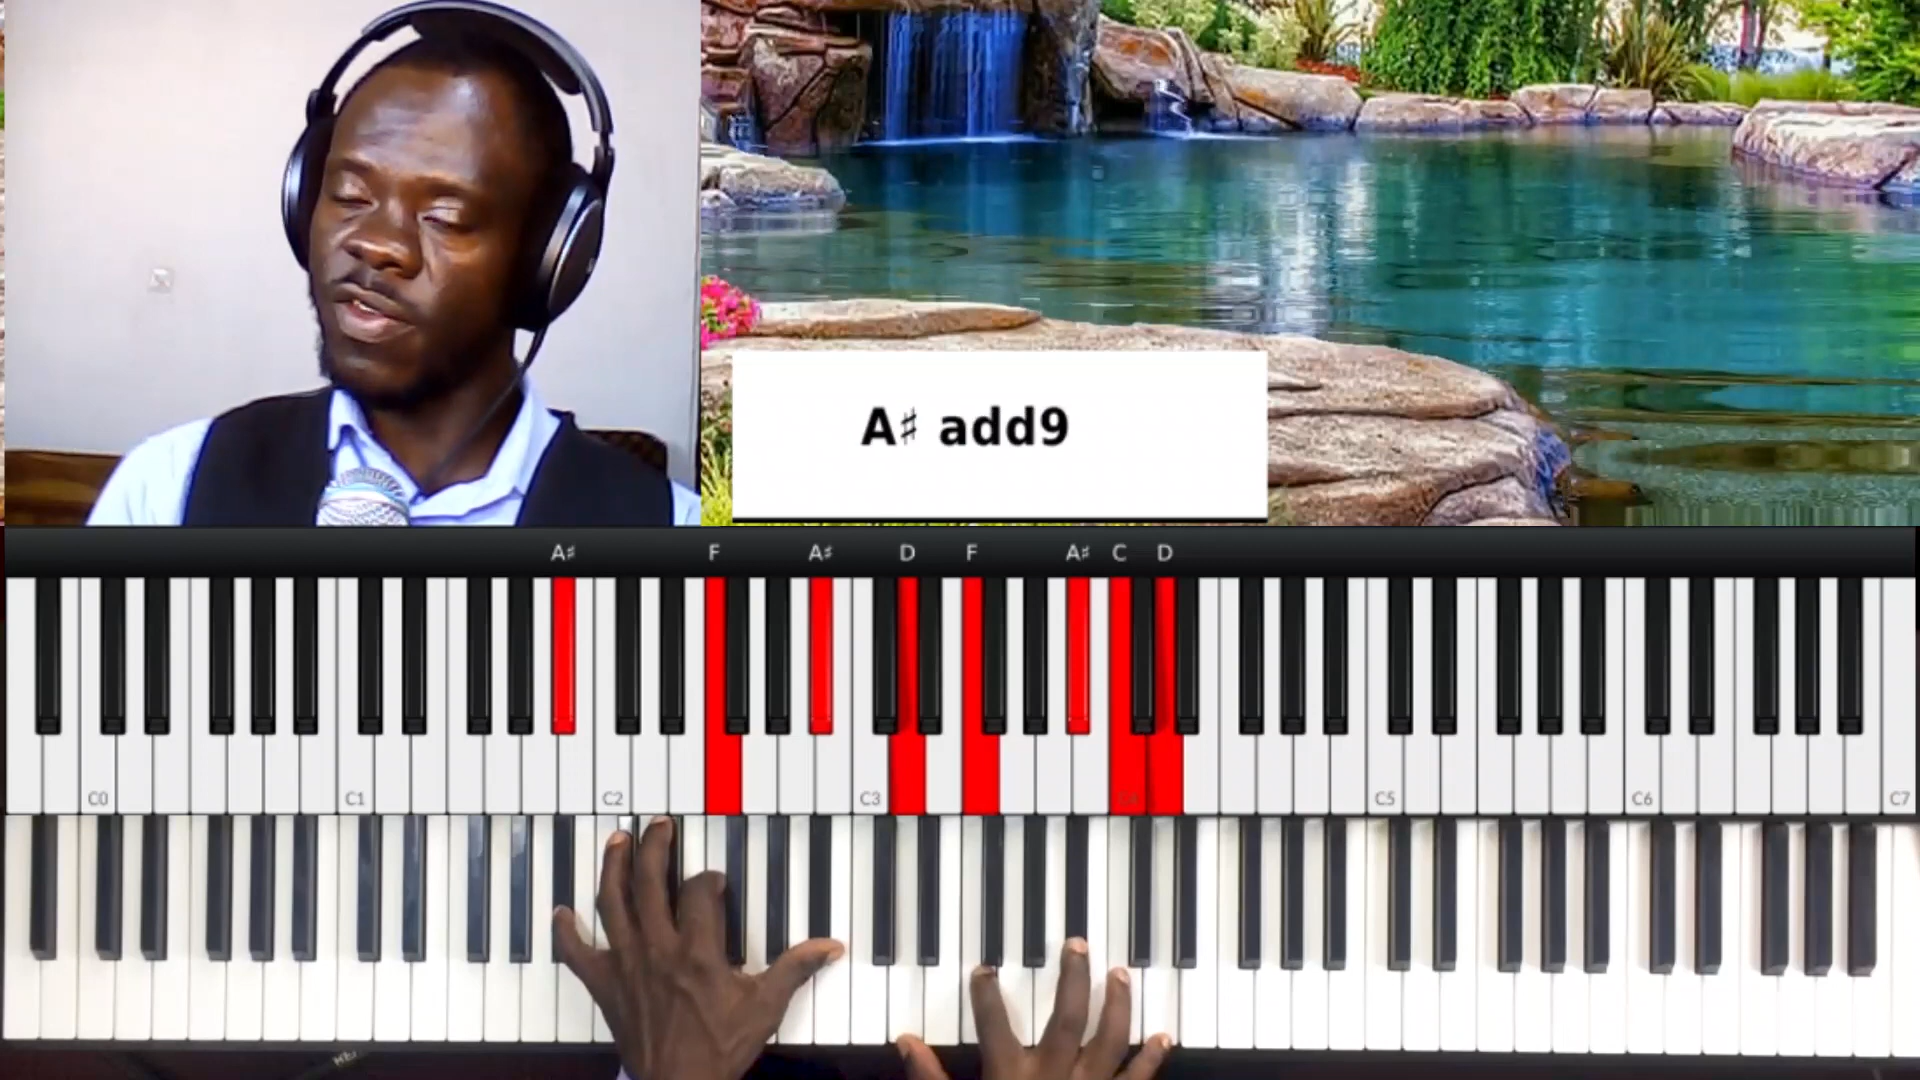 A♯ add9
A♯ F A♯ D F A♯ C D
C0 C1 C2 C3 C5 C6 C7